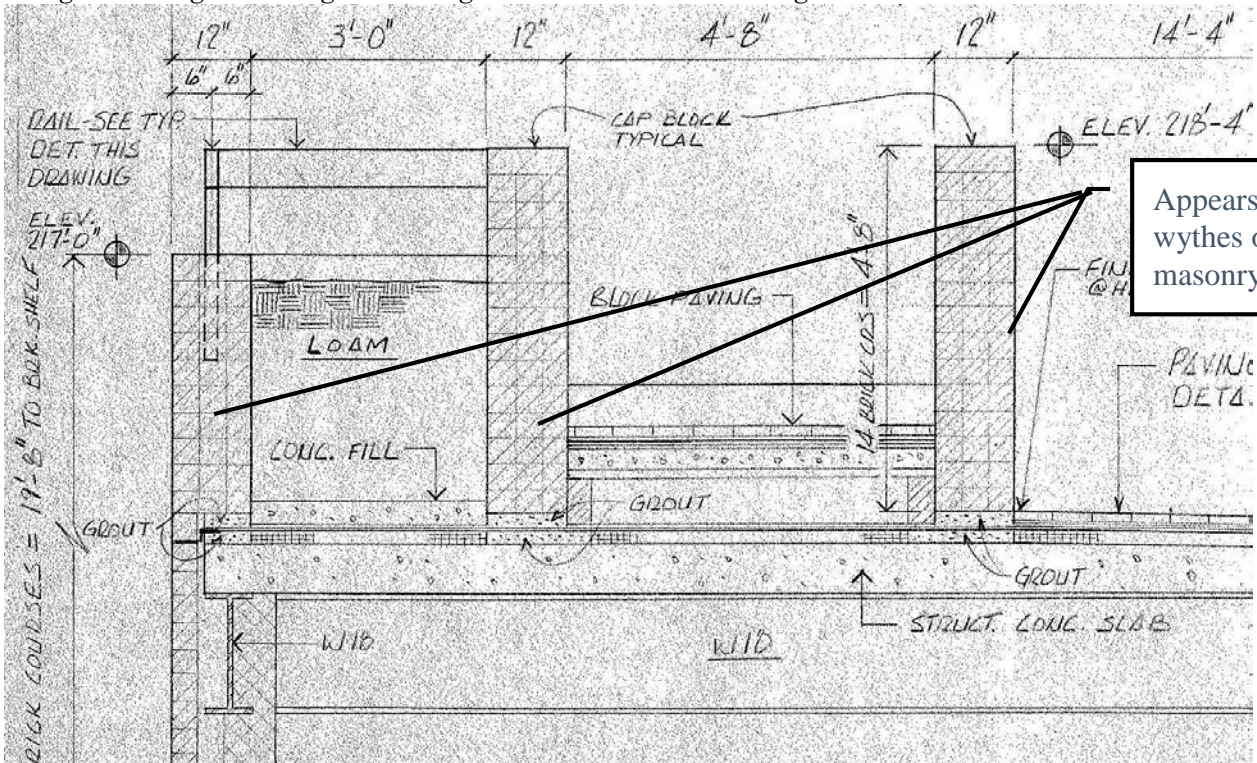 12" 3'-0" 12" 4'-8" 12" 14'-4"
6" 6"
RAIL-SEE TYP
DET. THIS
DRAWING
CAP BLOCK
TYPICAL
ELEV. 218'-4"
ELEV.
217'-0"
Appears
wythes
masonry
BLOCK PAVING
LOAM
14 BRICK CRS = 4'-8"
FIN
@ H
PAVING
DETA
CONC. FILL
GROUT
GROUT
GROUT
STRUCT. CONC. SLAB
W18
W18
RICK COURSES = 19'-8" TO BRK. SHELF